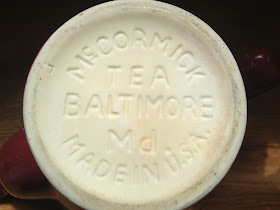 McCORMICK
TEA
BALTIMORE
Md
MADE IN U.S.A.